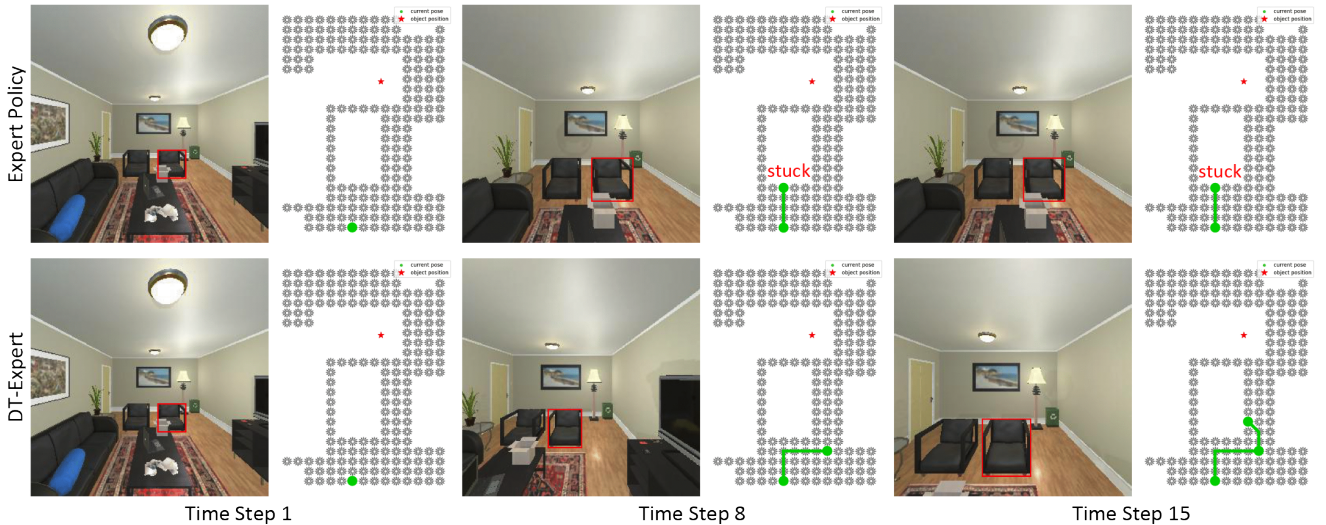 Expert Policy
current pose
object position
current pose
object position
stuck
current pose
object position
stuck
DT-Expert
current pose
object position
current pose
object position
current pose
object position
Time Step 1
Time Step 8
Time Step 15